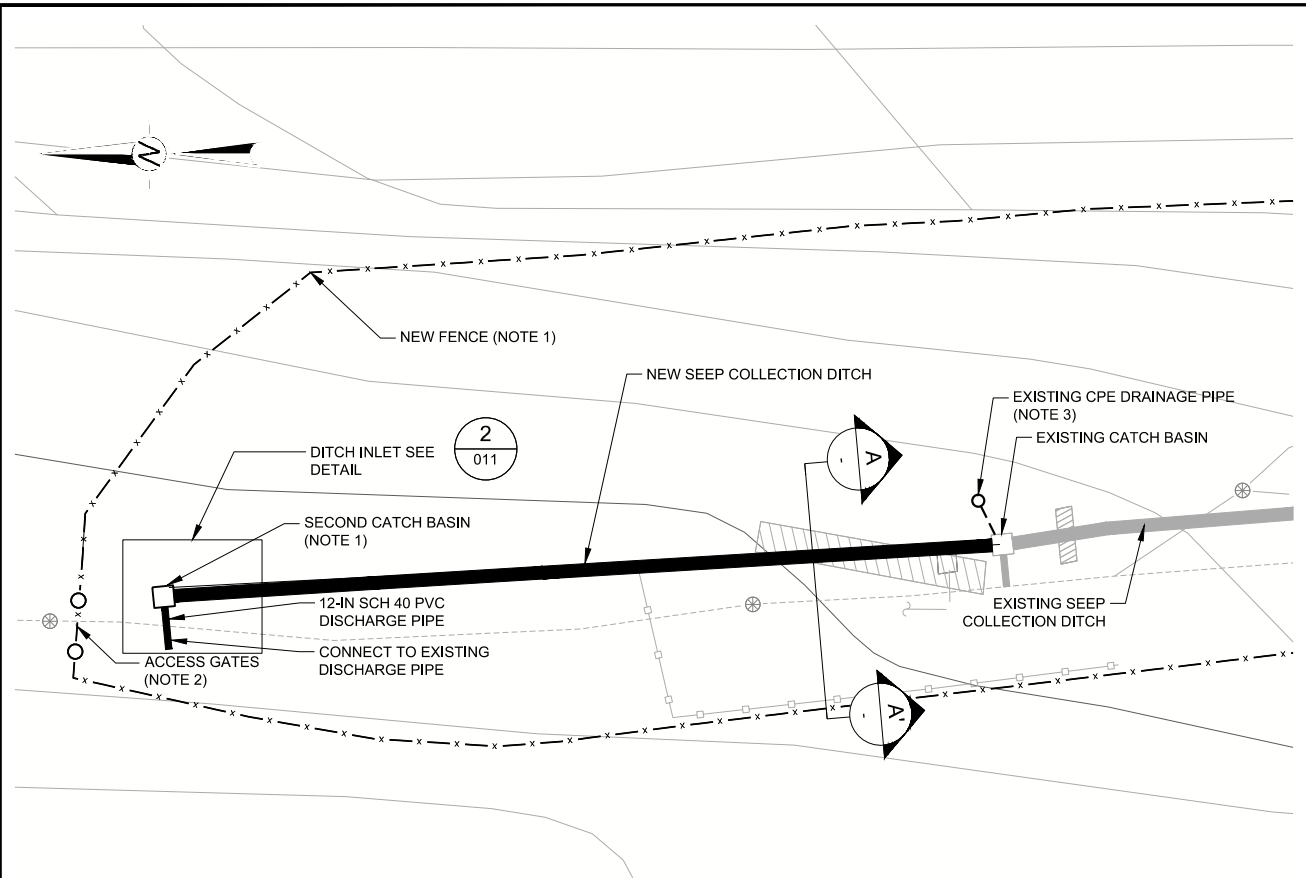 N
NEW FENCE (NOTE 1)
NEW SEEP COLLECTION DITCH
EXISTING CPE DRAINAGE PIPE
(NOTE 3)
EXISTING CATCH BASIN
2
011
DITCH INLET SEE
DETAIL
A
-
SECOND CATCH BASIN
(NOTE 1)
12-IN SCH 40 PVC
DISCHARGE PIPE
EXISTING SEEP
COLLECTION DITCH
CONNECT TO EXISTING
DISCHARGE PIPE
ACCESS GATES
(NOTE 2)
A'
-